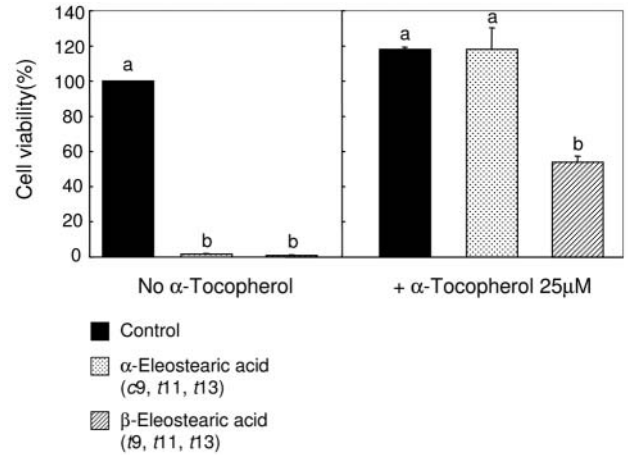 Cell viability(%)
140
120
100
80
60
40
20
0
a
b
b
a
a
b
No α-Tocopherol
+ α-Tocopherol 25μM
Control
α-Eleostearic acid
(c9, t11, t13)
β-Eleostearic acid
(t9, t11, t13)